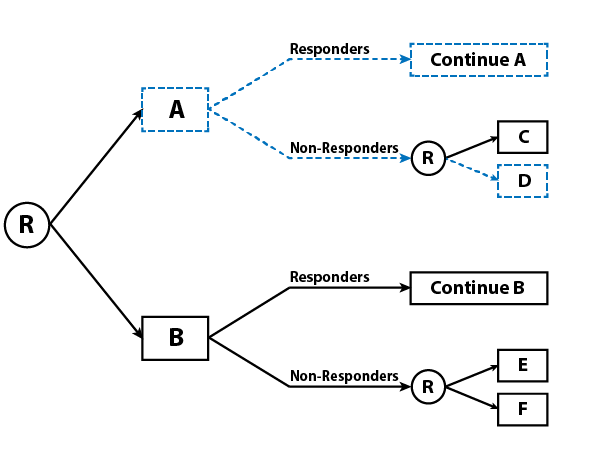 Responders
Continue A
A
Non-Responders
R
C
D
R
Responders
Continue B
B
Non-Responders
R
E
F